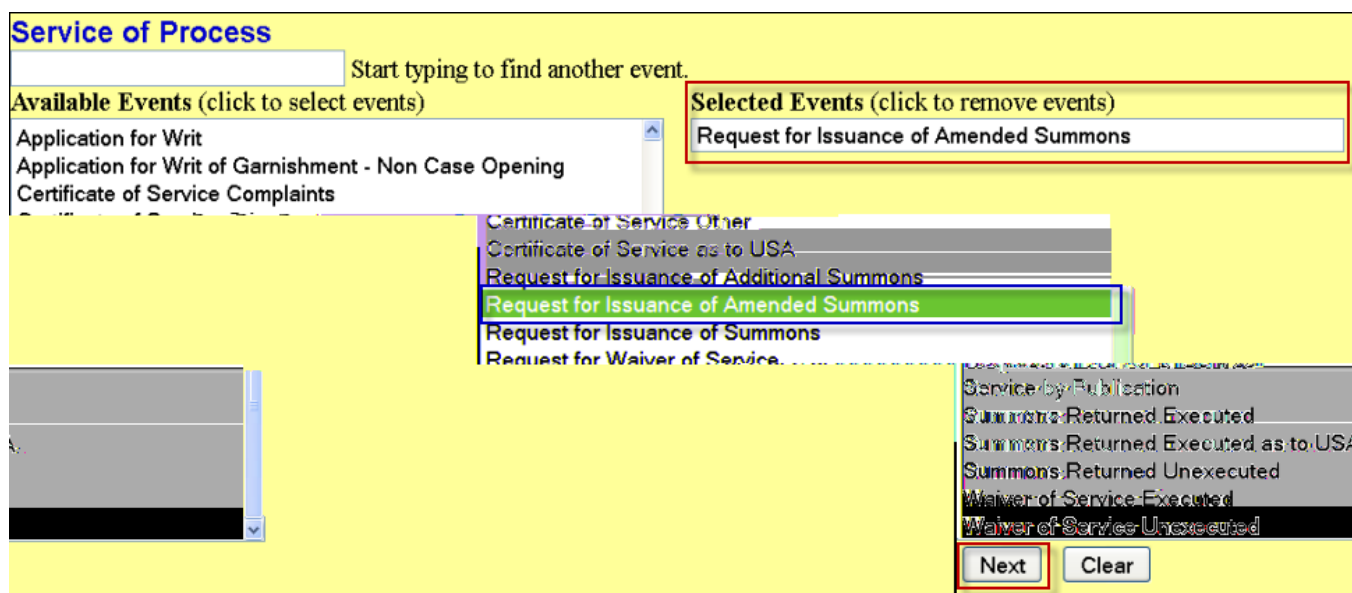 Service of Process
Start typing to find another event.
Available Events (click to select events)
Selected Events (click to remove events)
Request for Issuance of Amended Summons
Application for Writ
Application for Writ of Garnishment - Non Case Opening
Certificate of Service Complaints
Certificate of Service Other
Certificate of Service as to USA
Request for Issuance of Additional Summons
Request for Issuance of Amended Summons
Request for Issuance of Summons
Request for Waiver of Service
Service by Publication
Summons Returned Executed
Summons Returned Executed as to USA
Summons Returned Unexecuted
Waiver of Service Executed
Waiver of Service Unexecuted
Next Clear